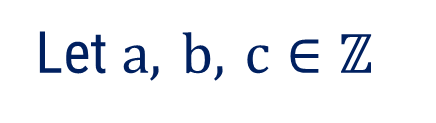 Let a, b, c ∈ ℤ